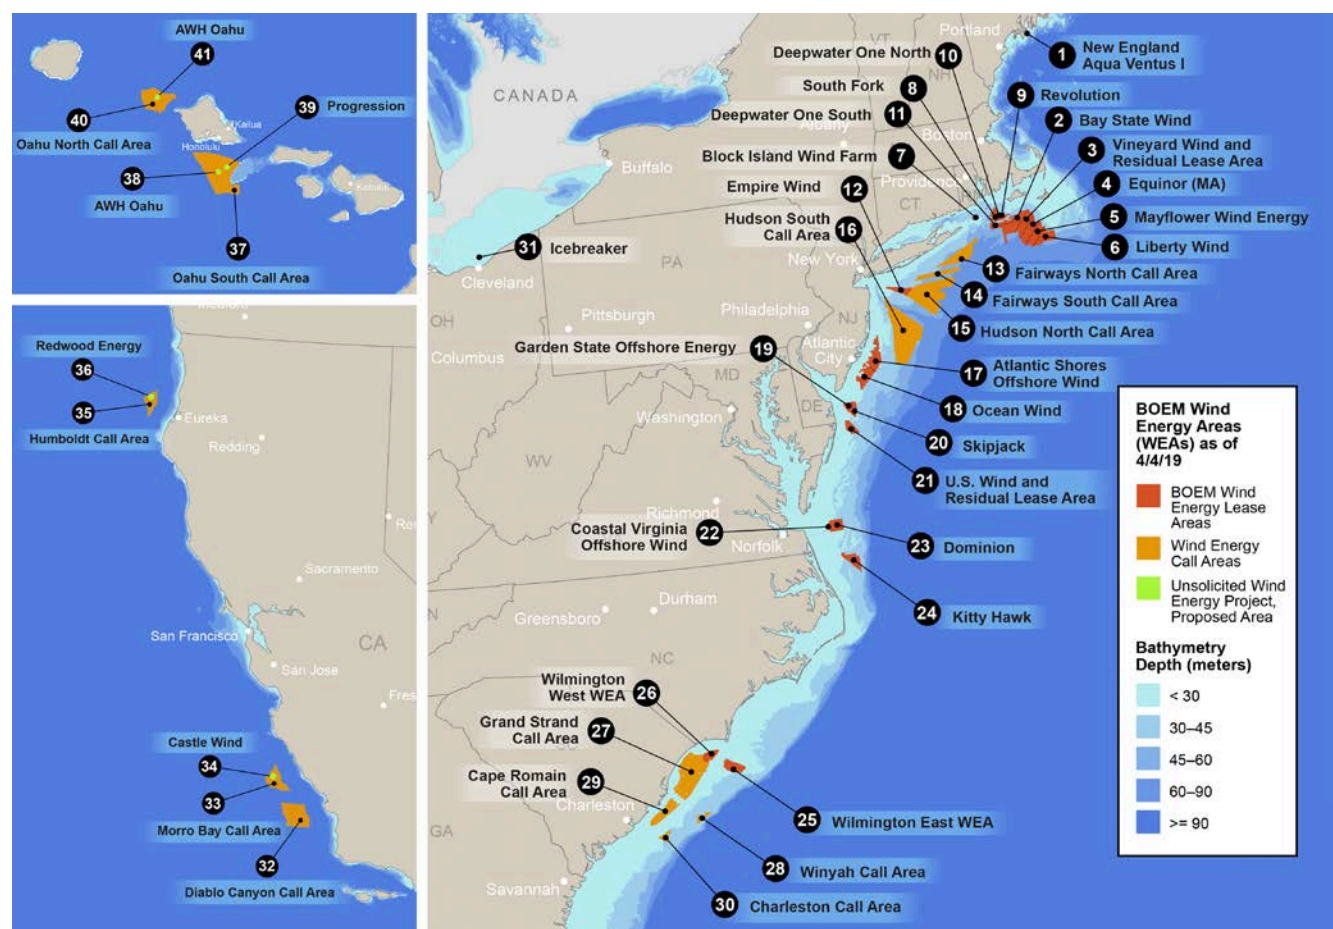 AWH Oahu
41
39
Progression
40
Oahu North Call Area
Kailua
Honolulu
38
AWH Oahu
Kahului
37
Oahu South Call Area
Redwood Energy
36
35
Humboldt Call Area
Eureka
Redding
Sacramento
San Francisco
CA
San Jose
Fres
Castle Wind
34
33
Morro Bay Call Area
32
Diablo Canyon Call Area
CANADA
VT
NH
Portland
1
New England
Aqua Ventus I
Deepwater One North
10
South Fork
8
9
Revolution
Deepwater One South
11
2
Bay State Wind
Albany
Boston
Block Island Wind Farm
7
3
Vineyard Wind and
Residual Lease Area
Buffalo
Providence
CT
Empire Wind
12
4
Equinor (MA)
Hudson South
Call Area
16
5
Mayflower Wind Energy
6
Liberty Wind
31
Icebreaker
Cleveland
PA
New York
13
Fairways North Call Area
14
Fairways South Call Area
OH
Pittsburgh
Philadelphia
NJ
15
Hudson North Call Area
Columbus
Garden State Offshore Energy
19
Atlantic
City
17
Atlantic Shores
Offshore Wind
MD
DE
Washington
18
Ocean Wind
20
Skipjack
WV
21
U.S. Wind and
Residual Lease Area
Richmond
Coastal Virginia
Offshore Wind
22
Norfolk
23
Dominion
24
Kitty Hawk
Durham
Greensboro
NC
Wilmington
West WEA
26
Grand Strand
Call Area
27
Cape Romain
Call Area
29
Charleston
GA
25
Wilmington East WEA
28
Winyah Call Area
Savannah
30
Charleston Call Area
BOEM Wind
Energy Areas
(WEAs) as of
4/4/19
BOEM Wind
Energy Lease
Areas
Wind Energy
Call Areas
Unsolicited Wind
Energy Project,
Proposed Area
Bathymetry
Depth (meters)
< 30
30–45
45–60
60–90
>= 90